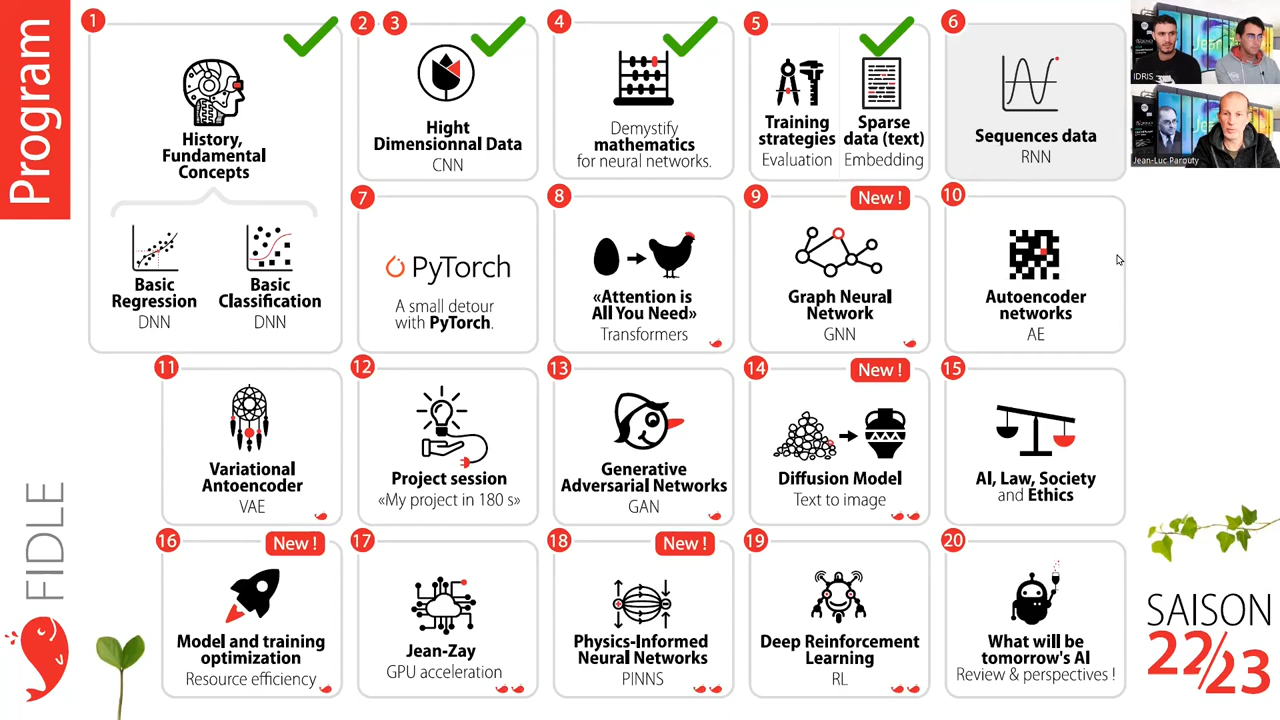 Program
1
History,
Fundamental
Concepts
Basic
Regression
DNN
Basic
Classification
DNN
2 3
Hight
Dimensionnal Data
CNN
4
Demystify
mathematics
for neural networks.
5
Training
strategies
Evaluation
Sparse
data (text)
Embedding
6
Sequences data
RNN
IDRIS
Jean-Luc Parouty
7
PyTorch
A small detour
with PyTorch.
8
«Attention is
All You Need»
Transformers
9
New !
Graph Neural
Network
GNN
10
Autoencoder
networks
AE
11
Variational
Antoencoder
VAE
12
Project session
«My project in 180 s»
13
Generative
Adversarial Networks
GAN
14
New !
Diffusion Model
Text to image
15
AI, Law, Society
and Ethics
16
New !
Model and training
optimization
Resource efficiency
17
Jean-Zay
GPU acceleration
18
New !
Physics-Informed
Neural Networks
PINNS
19
Deep Reinforcement
Learning
RL
20
What will be
tomorrow's AI
Review & perspectives !
FIDLE
SAISON
22/23